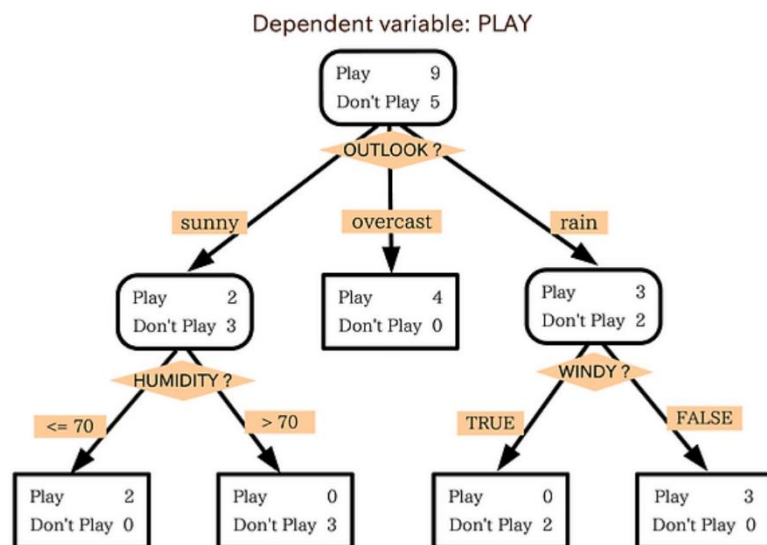 Dependent variable: PLAY
Play 9
Don't Play 5
OUTLOOK ?
sunny
overcast
rain
Play 2
Don't Play 3
Play 4
Don't Play 0
Play 3
Don't Play 2
HUMIDITY ?
WINDY ?
<= 70
> 70
TRUE
FALSE
Play 2
Don't Play 0
Play 0
Don't Play 3
Play 0
Don't Play 2
Play 3
Don't Play 0